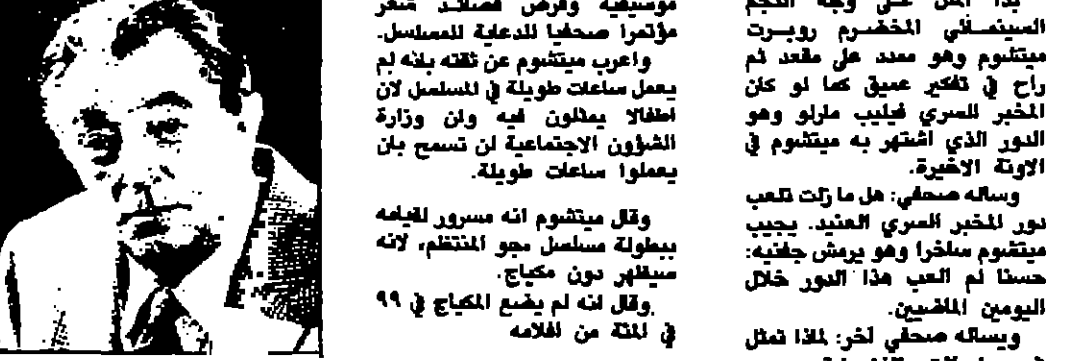 بدا الملل على وجه النجم
السينمائي المخضرم روبرت
ميتشوم وهو ممدد على مقعد ثم
راح في تفكير عميق كما لو كان
المخبر السري فيليب مارلو وهو
الدور الذي اشتهر به ميتشوم في
الاونة الاخيرة.
وساله صحفي: هل ما زلت تلعب
دور المخبر السري العنيد. يجيب
ميتشوم ساخرا وهو يرمش جفنيه:
حسنا لم العب هذا الدور خلال
اليومين الماضيين.
ويساله صحفي اخر: لماذا تمثل
في
موسيقية وقرض قصائد شعر
مؤتمرا صحفيا للدعاية للمسلسل.
واعرب ميتشوم عن ثقته بانه لم
يعمل ساعات طويلة في المسلسل لان
اطفالا يمثلون فيه ولن وزارة
الشؤون الاجتماعية لن تسمح بان
يعملوا ساعات طويلة.
وقال ميتشوم انه مسرور لقيامه
ببطولة مسلسل مجو المنتظم، لانه
سيظهر دون مكياج.
وقال انه لم يضع المكياج في ٩٩
في المئة من افلامه